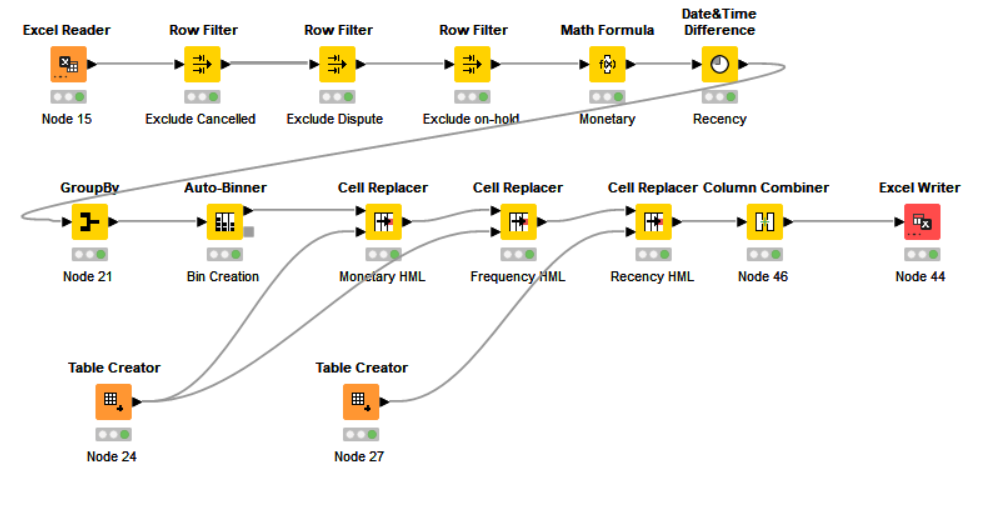 Excel Reader
Row Filter
Row Filter
Row Filter
Math Formula
Date&Time
Difference
Node 15
Exclude Cancelled
Exclude Dispute
Exclude on-hold
Monetary
Recency
GroupBy
Auto-Binner
Cell Replacer
Cell Replacer
Cell Replacer
Column Combiner
Excel Writer
Node 21
Bin Creation
Monetary HML
Frequency HML
Recency HML
Node 46
Node 44
Table Creator
Table Creator
Node 24
Node 27